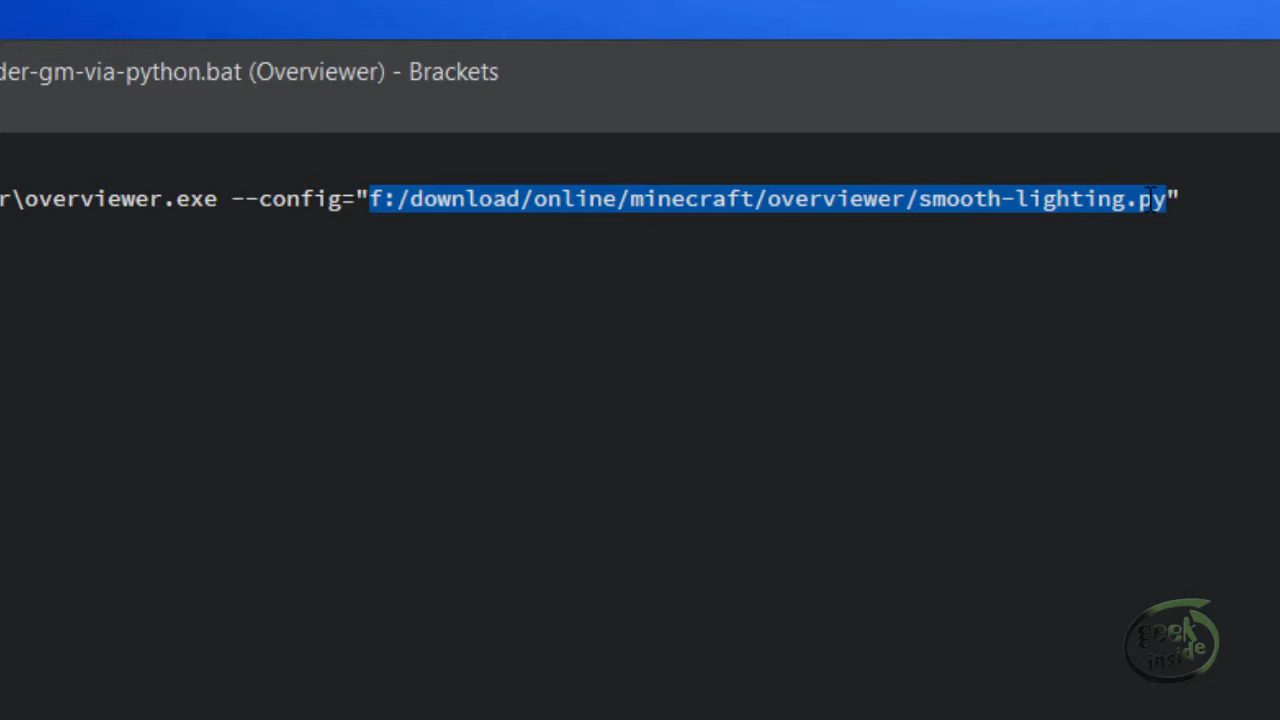 der-gm-via-python.bat (Overviewer) - Brackets
r\overviewer.exe --config="f:/download/online/minecraft/overviewer/smooth-lighting.py"
geek
inside